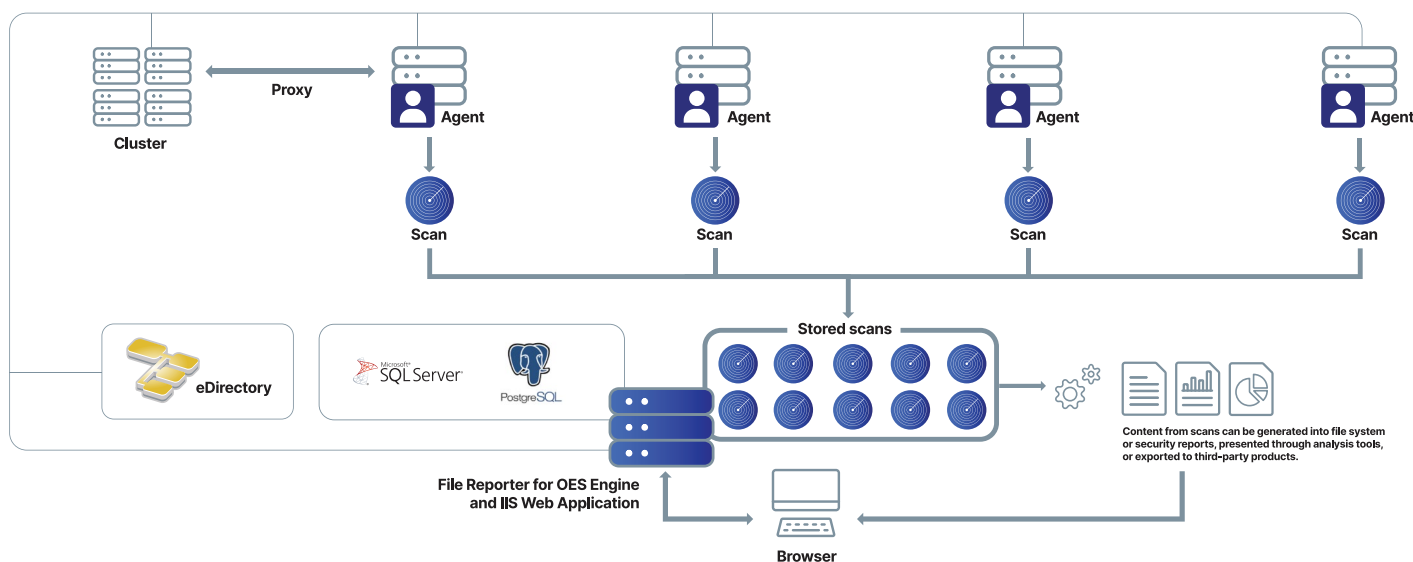 Proxy
Cluster
Agent
Agent
Agent
Agent
Scan
Scan
Scan
Scan
Stored scans
eDirectory
Microsoft®
SQL Server®
PostgreSQL
Content from scans can be generated into file system
or security reports, presented through analysis tools,
or exported to third-party products.
File Reporter for OES Engine
and IIS Web Application
Browser